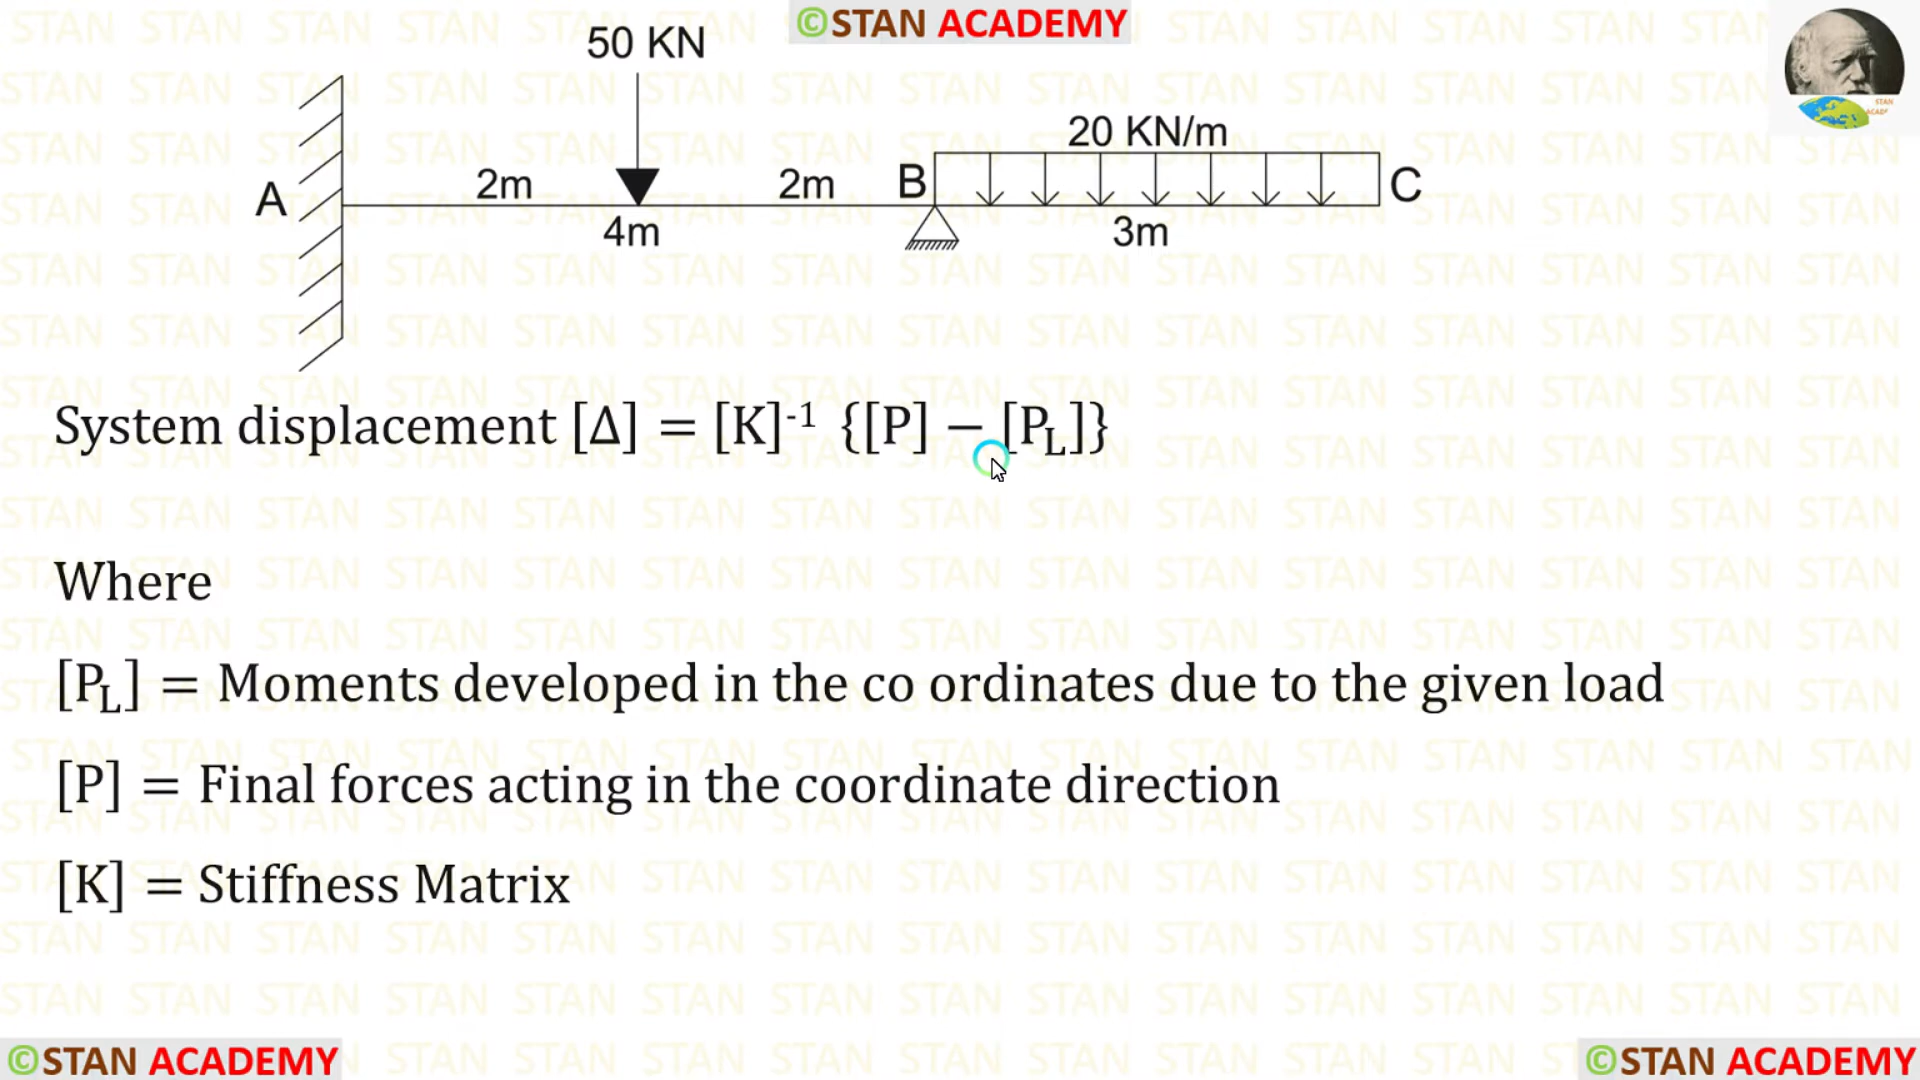 ©STAN ACADEMY
50 KN
20 KN/m
A
2m
2m
B
C
4m
3m
System displacement [Δ] = [K]-1 {[P] – [PL]}
Where
[PL] = Moments developed in the co ordinates due to the given load
[P] = Final forces acting in the coordinate direction
[K] = Stiffness Matrix
©STAN ACADEMY
©STAN ACADEMY